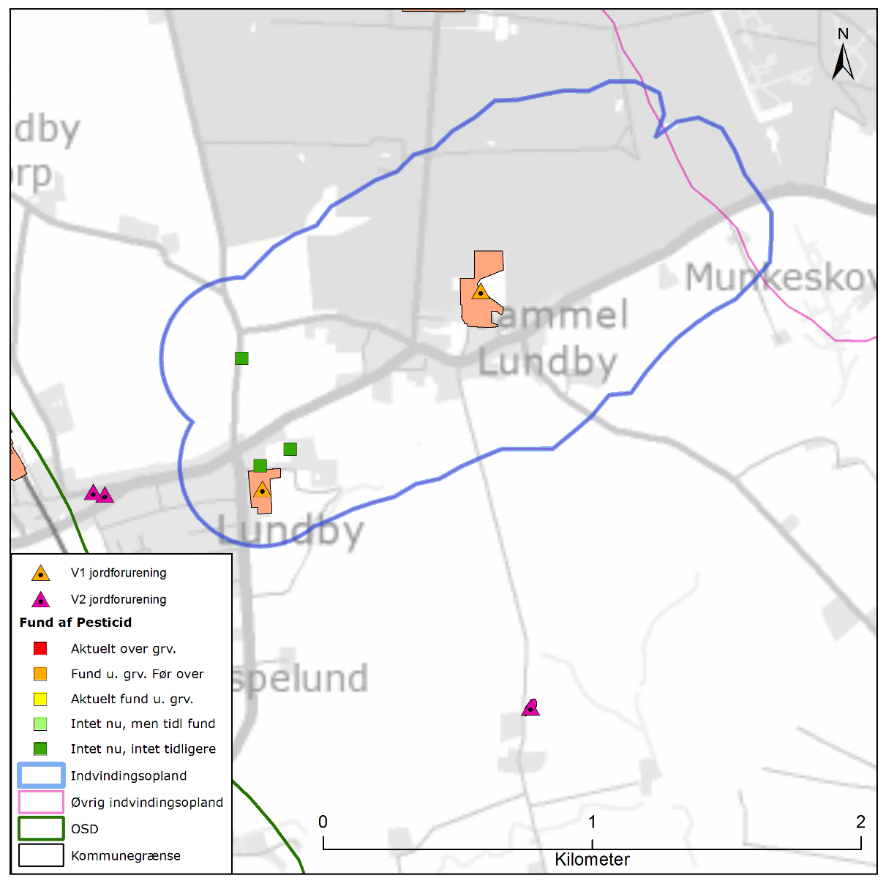 N
dby
orp
Munkeskov
ammel
Lundby
Lundby
spelund
V1 jordforurening
V2 jordforurening
Fund af Pesticid
Aktuelt over grv.
Fund u. grv. Før over
Aktuelt fund u. grv.
Intet nu, men tidl fund
Intet nu, intet tidligere
Indvindingsopland
Øvrig indvindingsopland
OSD
Kommunegrænse
0 1 2
Kilometer